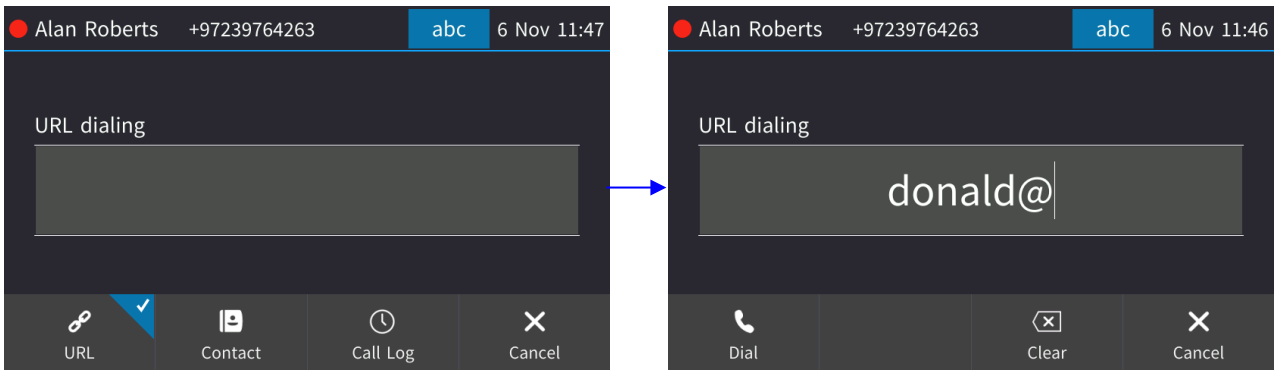 Alan Roberts +97239764263 abc 6 Nov 11:47
URL dialing
URL Contact Call Log Cancel
Alan Roberts +97239764263 abc 6 Nov 11:46
URL dialing
donald@
Dial Clear Cancel